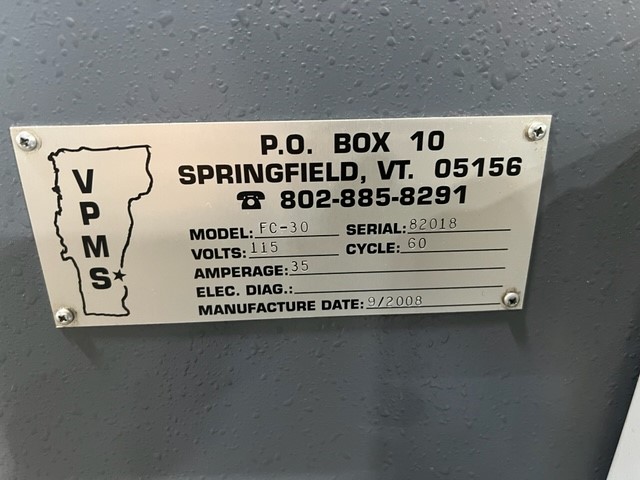 VPMS
P.O. BOX 10
SPRINGFIELD, VT. 05156
☎ 802-885-8291
MODEL: FC-30 SERIAL: 82018
VOLTS: 115 CYCLE: 60
AMPERAGE: 35
ELEC. DIAG.:
MANUFACTURE DATE: 9/2008